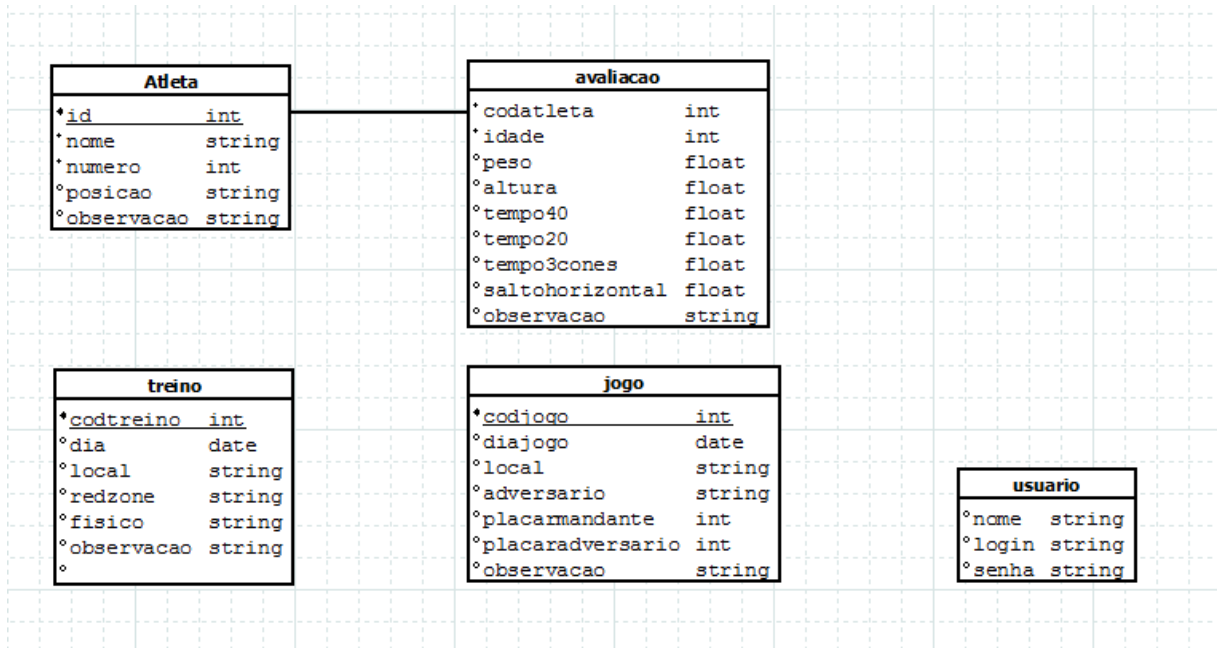 Atleta
id int
nome string
numero int
posicao string
observacao string
avaliacao
codatleta int
idade int
peso float
altura float
tempo40 float
tempo20 float
tempo3cones float
saltohorizontal float
observacao string
treino
codtreino int
dia date
local string
redzone string
fisico string
observacao string
jogo
codjogo int
diajogo date
local string
adversario string
placarmandante int
placaradversario int
observacao string
usuario
nome string
login string
senha string